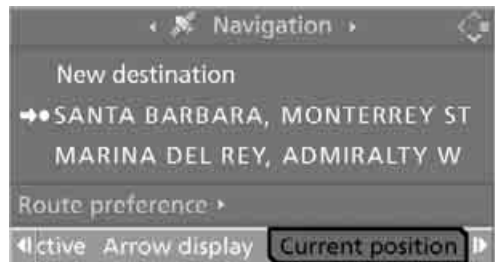 Navigation
New destination
SANTA BARBARA, MONTERREY ST
MARINA DEL REY, ADMIRALTY W
Route preference
ctive Arrow display Current position